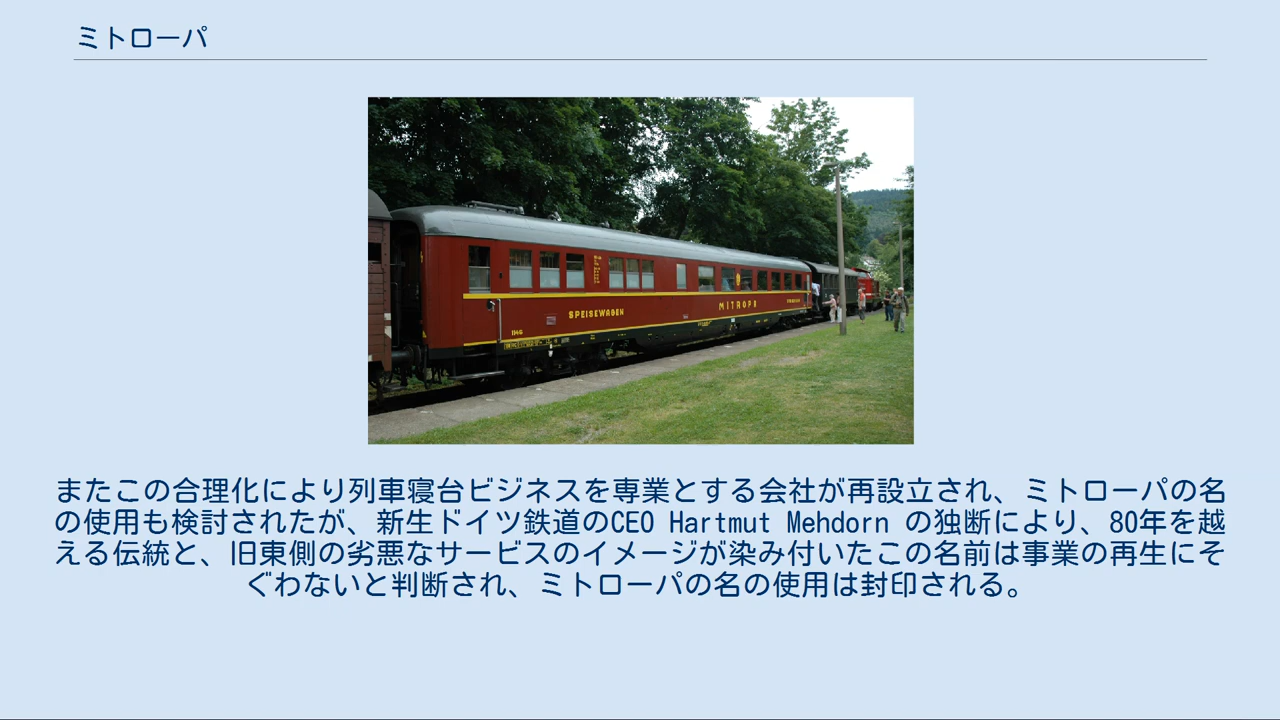 ミトローパ
SPEISEWAGEN
MITROPA
またこの合理化により列車寝台ビジネスを専業とする会社が再設立され、ミトローパの名
の使用も検討されたが、新生ドイツ鉄道のCEO Hartmut Mehdorn の独断により、80年を越
える伝統と、旧東側の劣悪なサービスのイメージが染み付いたこの名前は事業の再生にそ
ぐわないと判断され、ミトローパの名の使用は封印される。